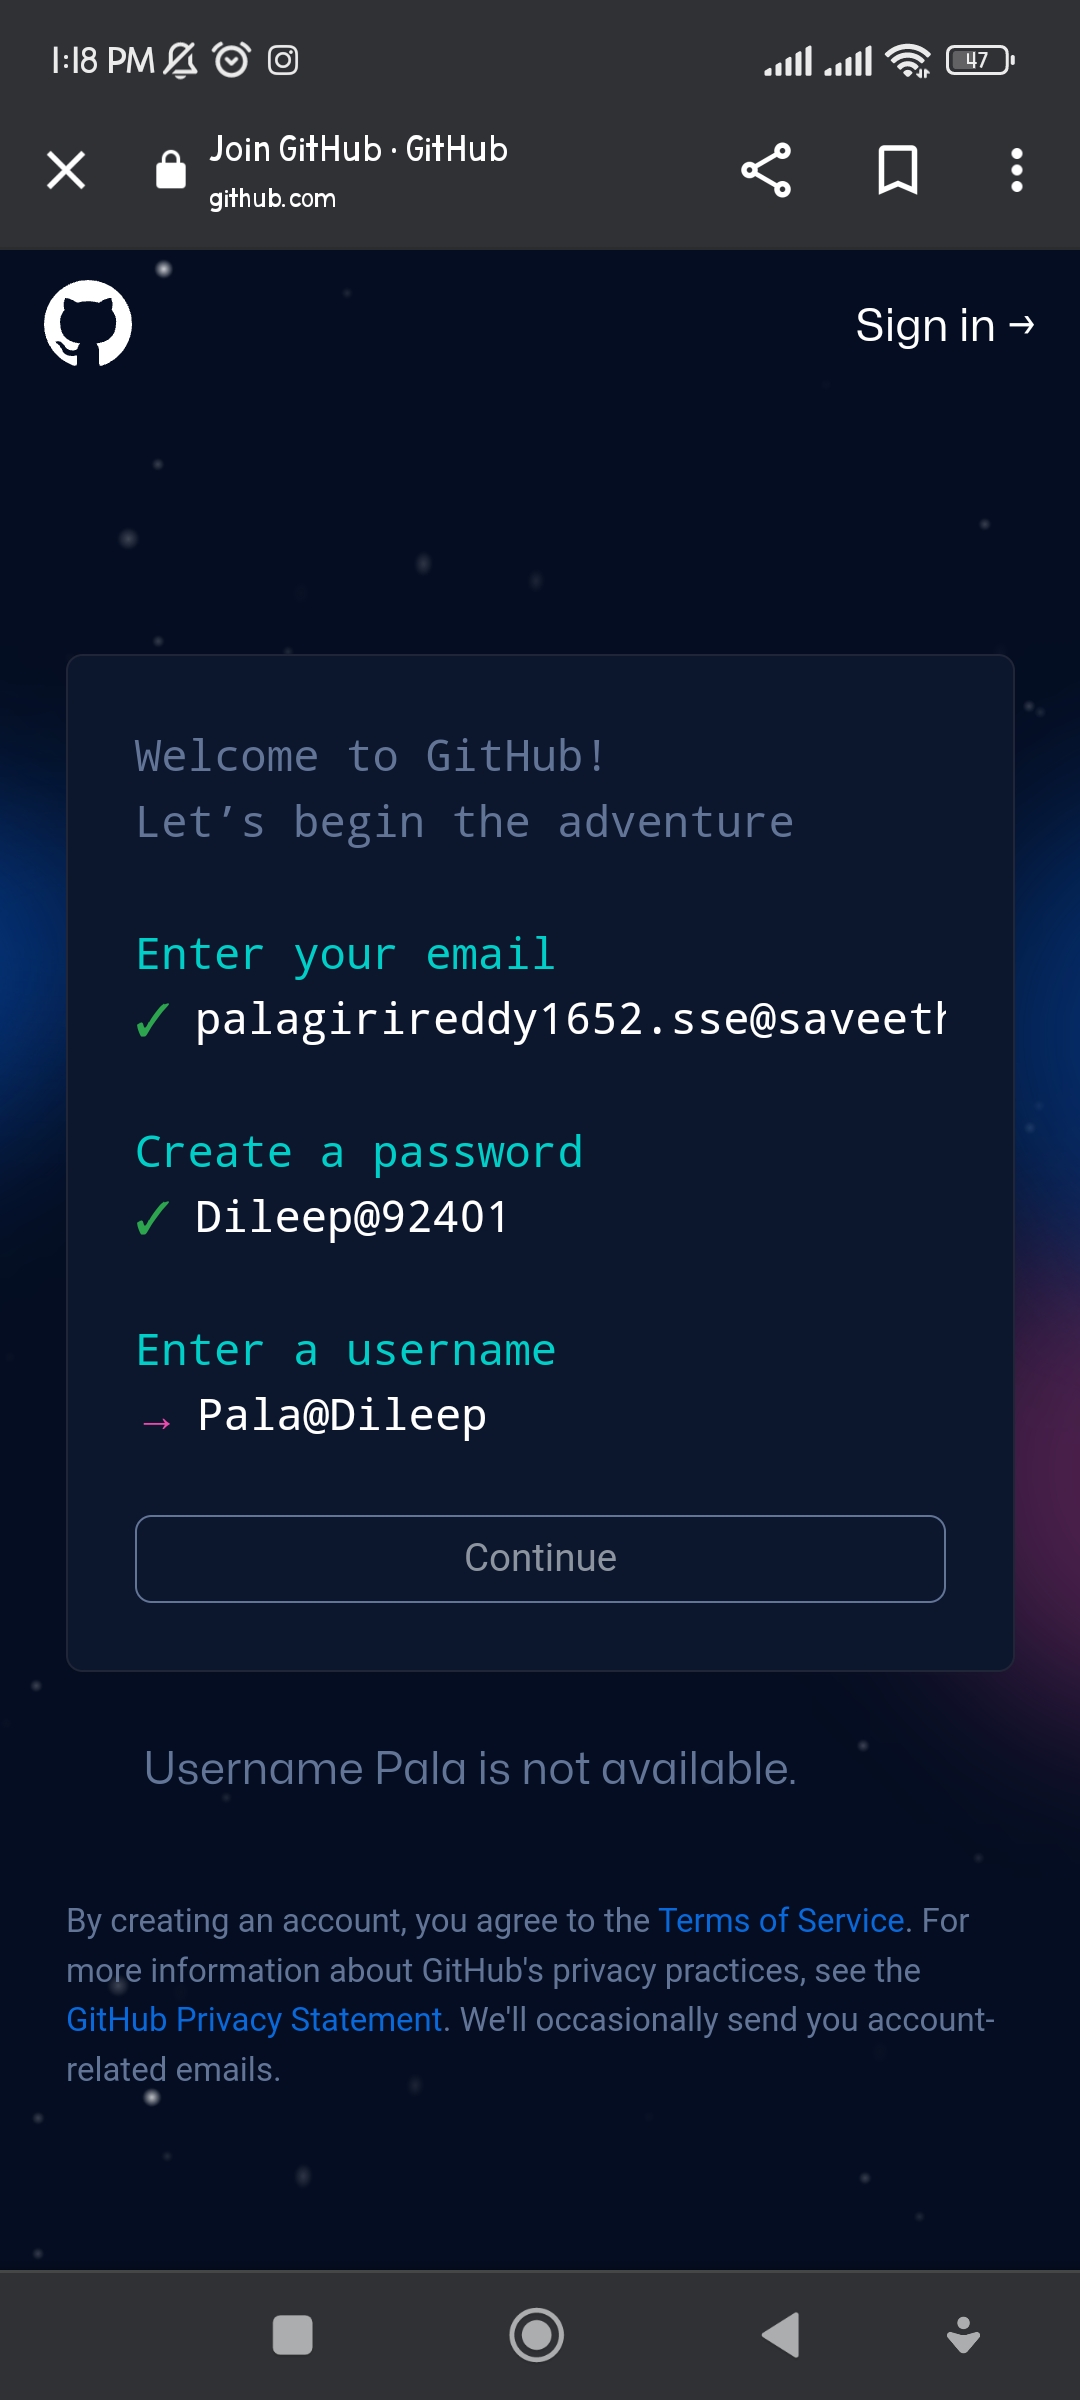 1:18 PM
47
Join GitHub · GitHub
github.com
Sign in →
Welcome to GitHub!
Let’s begin the adventure
Enter your email
✓ palagirireddy1652.sse@saveeth
Create a password
✓ Dileep@92401
Enter a username
→ Pala@Dileep
Continue
Username Pala is not available.
By creating an account, you agree to the Terms of Service. For
more information about GitHub's privacy practices, see the
GitHub Privacy Statement. We'll occasionally send you account-
related emails.